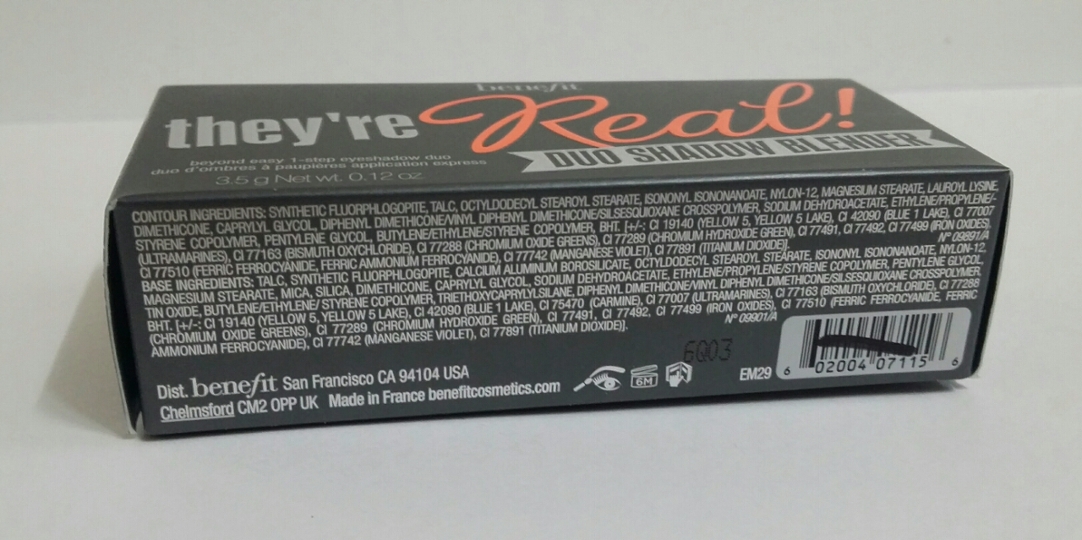 benefit
they're Real!
DUO SHADOW BLENDER
beyond easy 1-step eyeshadow duo
duo d'ombres à paupières application express
3.5 g Net wt. 0.12 oz.
CONTOUR INGREDIENTS: SYNTHETIC FLUORPHLOGOPITE, TALC, OCTYLDODECYL STEAROYL STEARATE, ISONONYL ISONONANOATE, NYLON-12, MAGNESIUM STEARATE, LAUROYL LYSINE,
DIMETHICONE, CAPRYLYL GLYCOL, DIPHENYL DIMETHICONE/VINYL DIPHENYL DIMETHICONE/SILSESQUIOXANE CROSSPOLYMER, SODIUM DEHYDROACETATE, ETHYLENE/PROPYLENE/-
STYRENE COPOLYMER, PENTYLENE GLYCOL, BUTYLENE/ETHYLENE/STYRENE COPOLYMER, BHT. [+/-: CI 19140 (YELLOW 5, YELLOW 5 LAKE), CI 42090 (BLUE 1 LAKE), CI 77007
(ULTRAMARINES), CI 77163 (BISMUTH OXYCHLORIDE), CI 77288 (CHROMIUM OXIDE GREENS), CI 77289 (CHROMIUM HYDROXIDE GREEN), CI 77491, CI 77492, CI 77499 (IRON OXIDES),
CI 77510 (FERRIC FERROCYANIDE, FERRIC AMMONIUM FERROCYANIDE), CI 77742 (MANGANESE VIOLET), CI 77891 (TITANIUM DIOXIDE)]. N° 09891/A
BASE INGREDIENTS: TALC, SYNTHETIC FLUORPHLOGOPITE, CALCIUM ALUMINUM BOROSILICATE, OCTYLDODECYL STEAROYL STEARATE, ISONONYL ISONONANOATE, NYLON-12,
MAGNESIUM STEARATE, MICA, SILICA, DIMETHICONE, CAPRYLYL GLYCOL, SODIUM DEHYDROACETATE, ETHYLENE/PROPYLENE/STYRENE COPOLYMER, PENTYLENE GLYCOL,
TIN OXIDE, BUTYLENE/ETHYLENE/ STYRENE COPOLYMER, TRIETHOXYCAPRYLYLSILANE, DIPHENYL DIMETHICONE/VINYL DIPHENYL DIMETHICONE/SILSESQUIOXANE CROSSPOLYMER,
BHT. [+/-: CI 19140 (YELLOW 5, YELLOW 5 LAKE), CI 42090 (BLUE 1 LAKE), CI 75470 (CARMINE), CI 77007 (ULTRAMARINES), CI 77163 (BISMUTH OXYCHLORIDE), CI 77288
(CHROMIUM OXIDE GREENS), CI 77289 (CHROMIUM HYDROXIDE GREEN), CI 77491, CI 77492, CI 77499 (IRON OXIDES), CI 77510 (FERRIC FERROCYANIDE, FERRIC
AMMONIUM FERROCYANIDE), CI 77742 (MANGANESE VIOLET), CI 77891 (TITANIUM DIOXIDE)]. N° 09901/A
6Q03
Dist. benefit San Francisco CA 94104 USA
Chelmsford CM2 OPP UK Made in France benefitcosmetics.com
6M
EM29
6 02004 07115 6